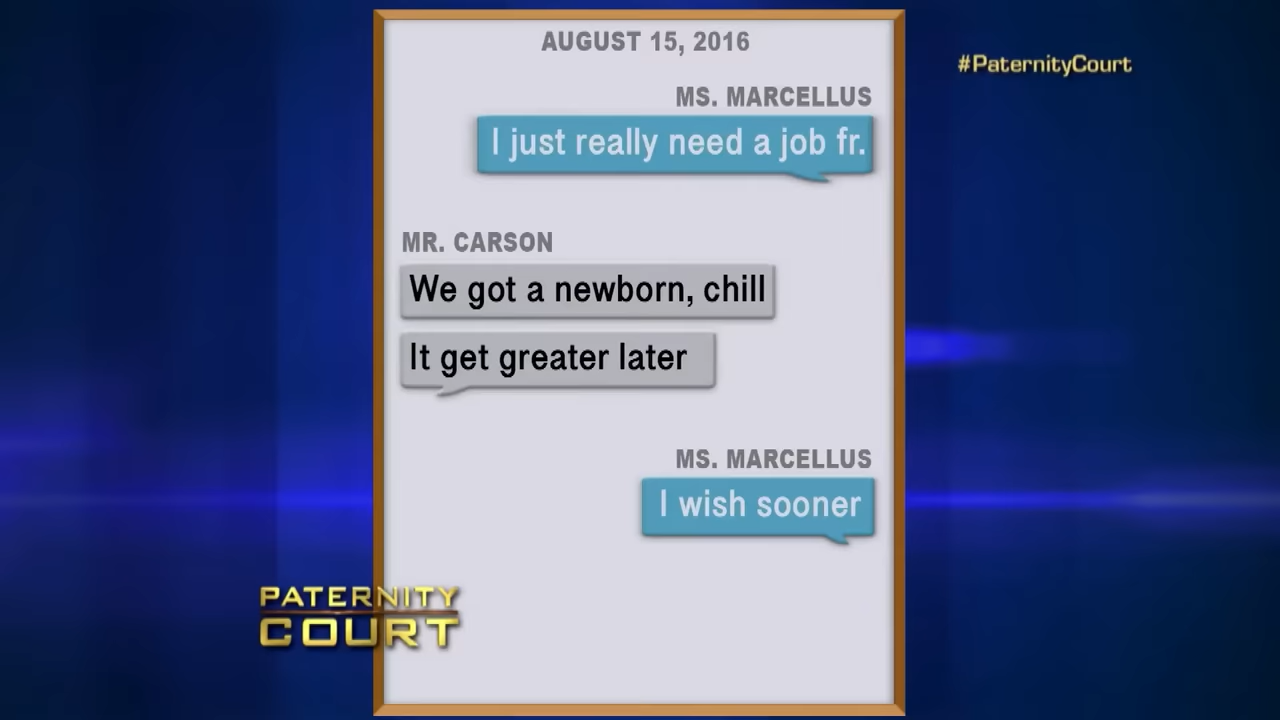 AUGUST 15, 2016
#PaternityCourt
MS. MARCELLUS
I just really need a job fr.
MR. CARSON
We got a newborn, chill
It get greater later
MS. MARCELLUS
I wish sooner
PATERNITY
COURT